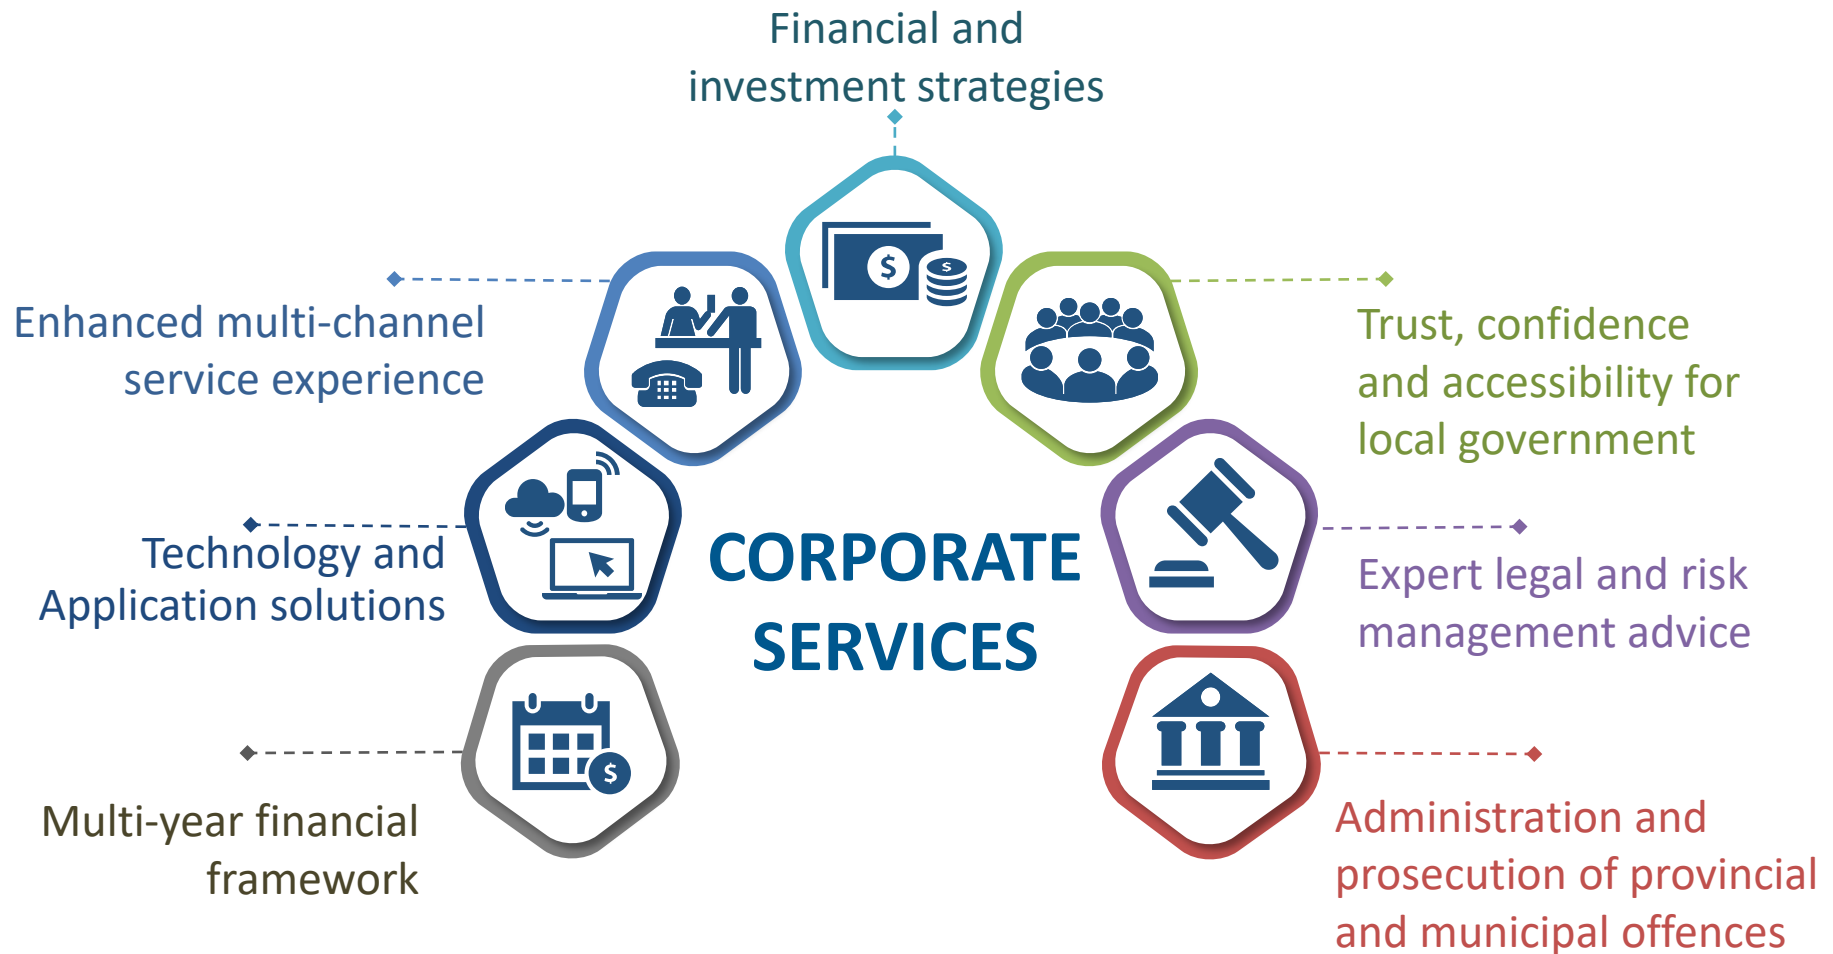 Financial and
investment strategies
Enhanced multi-channel
service experience
Trust, confidence
and accessibility for
local government
Technology and
Application solutions
CORPORATE
SERVICES
Expert legal and risk
management advice
Multi-year financial
framework
Administration and
prosecution of provincial
and municipal offences
$
$
$